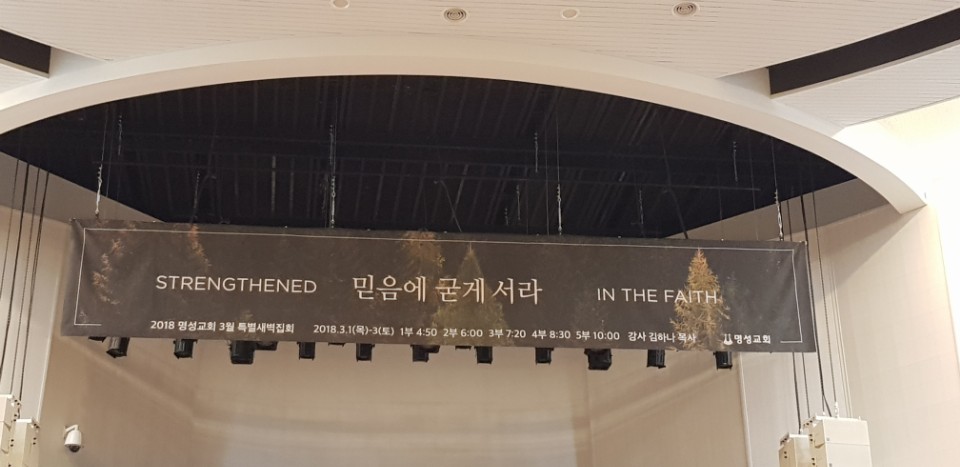 STRENGTHENED 믿음에 굳게 서라 IN THE FAITH
2018 명성교회 3월 특별새벽집회 2018.3.1(목)-3(토) 1부 4:50 2부 6:00 3부 7:20 4부 8:30 5부 10:00 강사 김하나 목사 명성교회